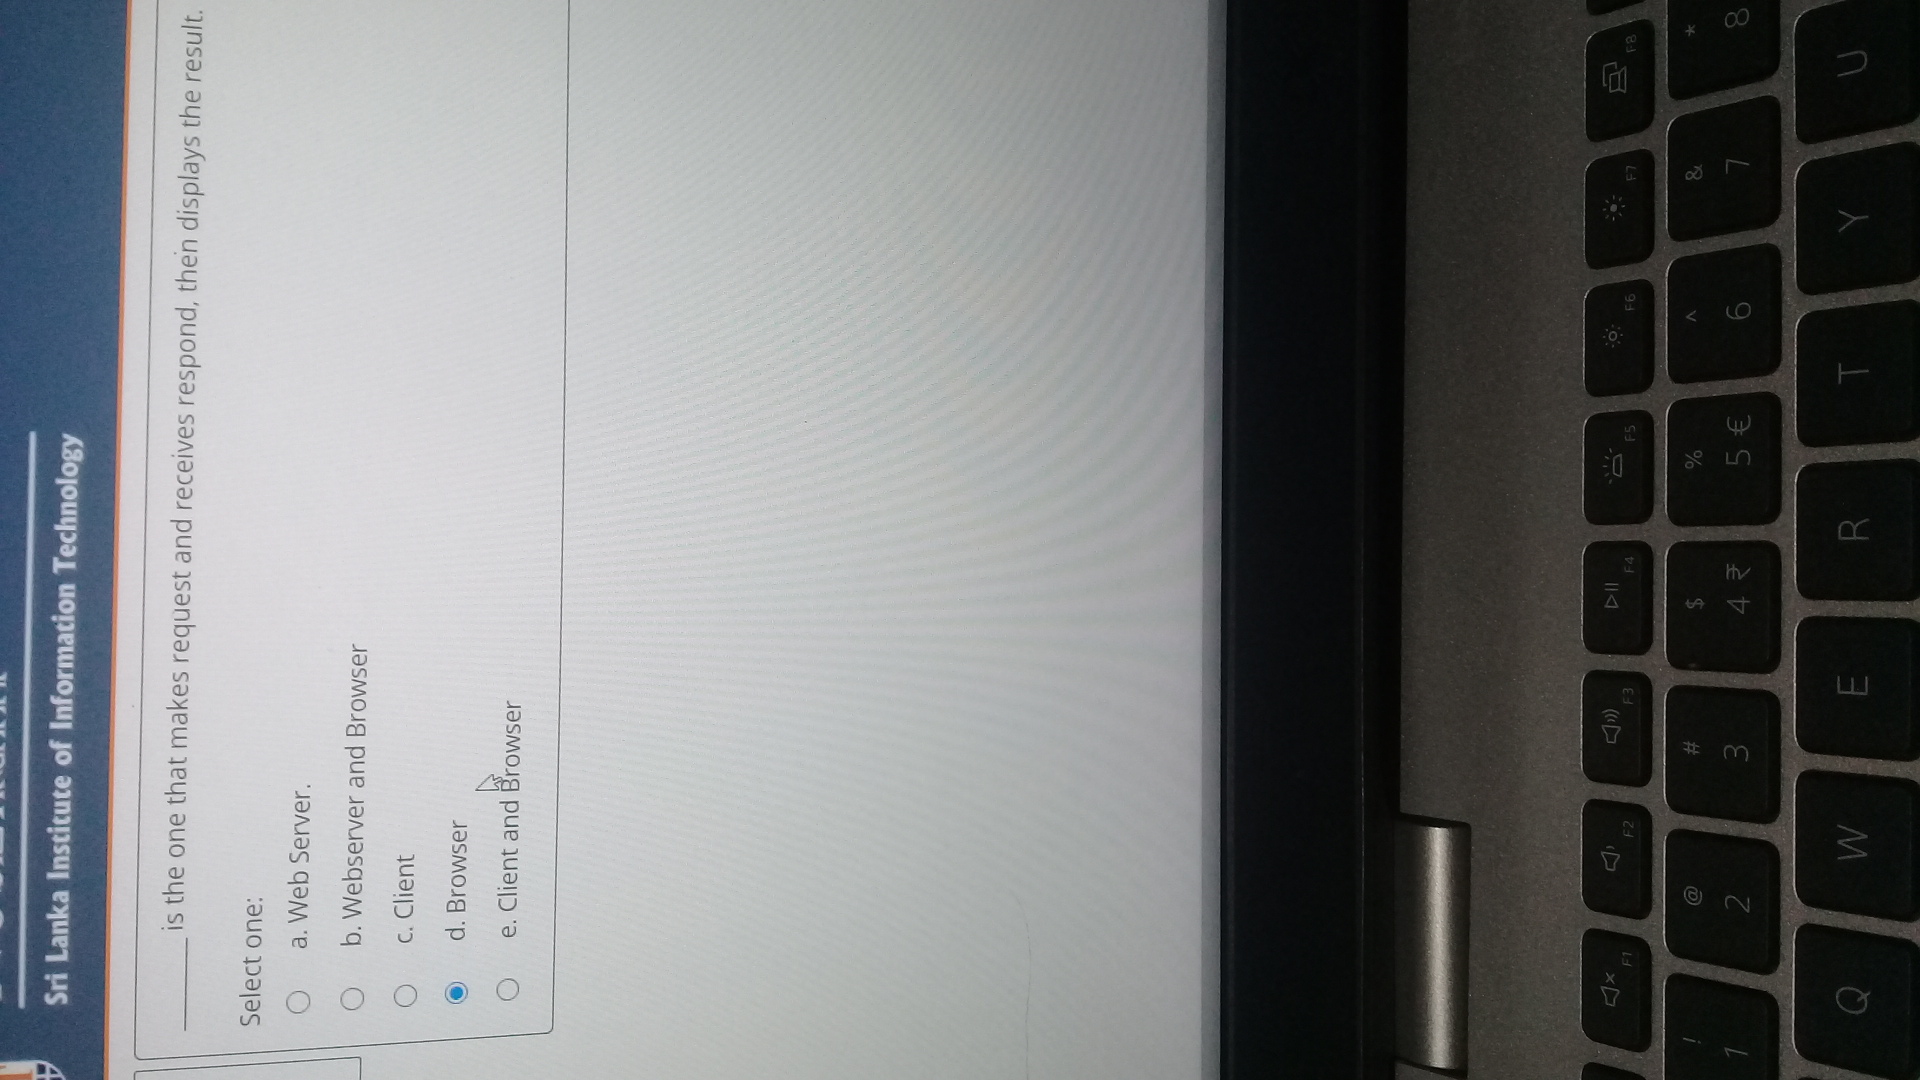 Sri Lanka Institute of Information Technology
_______ is the one that makes request and receives respond, then displays the result.
Select one:
a. Web Server.
b. Webserver and Browser
c. Client
d. Browser
e. Client and Browser
F1 F2 F3 F4 F5 F6 F7 F8
! @ # $ % ^ & *
1 2 3 4 ₹ 5 € 6 7 8
Q W E R T Y U